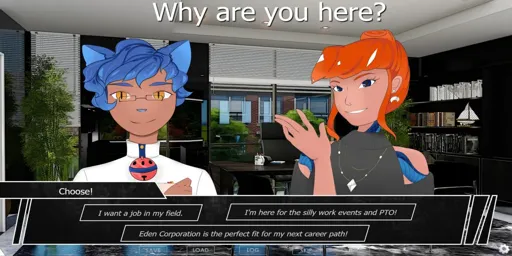 Why are you here?
Choose!
I want a job in my field.
I'm here for the silly work events and PTO!
Eden Corporation is the perfect fit for my next career path!
LOAD
LOG